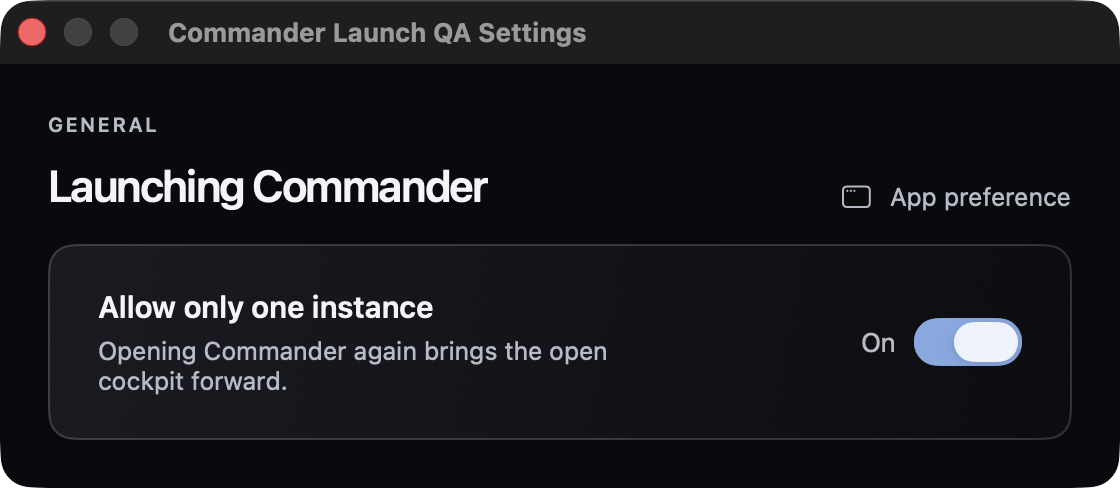 Commander Launch QA Settings
GENERAL
Launching Commander
App preference
Allow only one instance
Opening Commander again brings the open
cockpit forward.
On